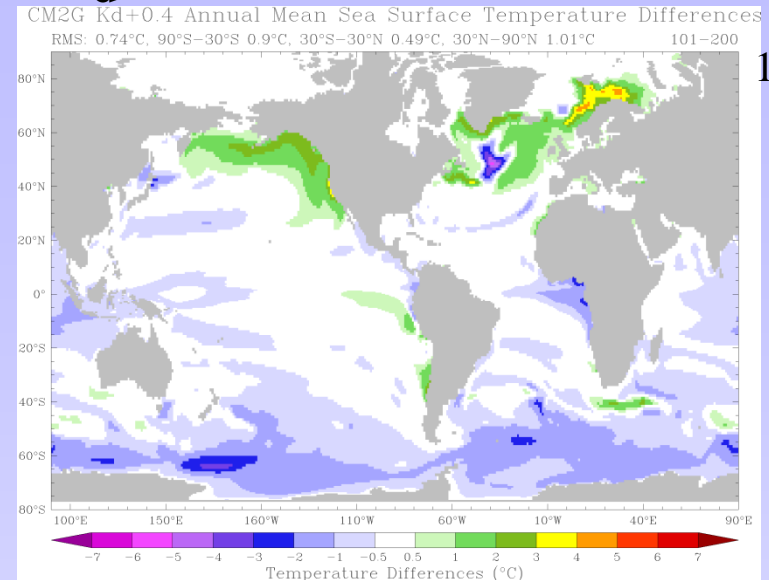 CM2G Kd+0.4 Annual Mean Sea Surface Temperature Differences
RMS: 0.74°C, 90°S-30°S 0.9°C, 30°S-30°N 0.49°C, 30°N-90°N 1.01°C 101-200
1
80°N
60°N
40°N
20°N
0°
20°S
40°S
60°S
80°S
100°E 150°E 160°W 110°W 60°W 10°W 40°E 90°E
-7 -6 -5 -4 -3 -2 -1 -0.5 0.5 1 2 3 4 5 6 7
Temperature Differences (°C)